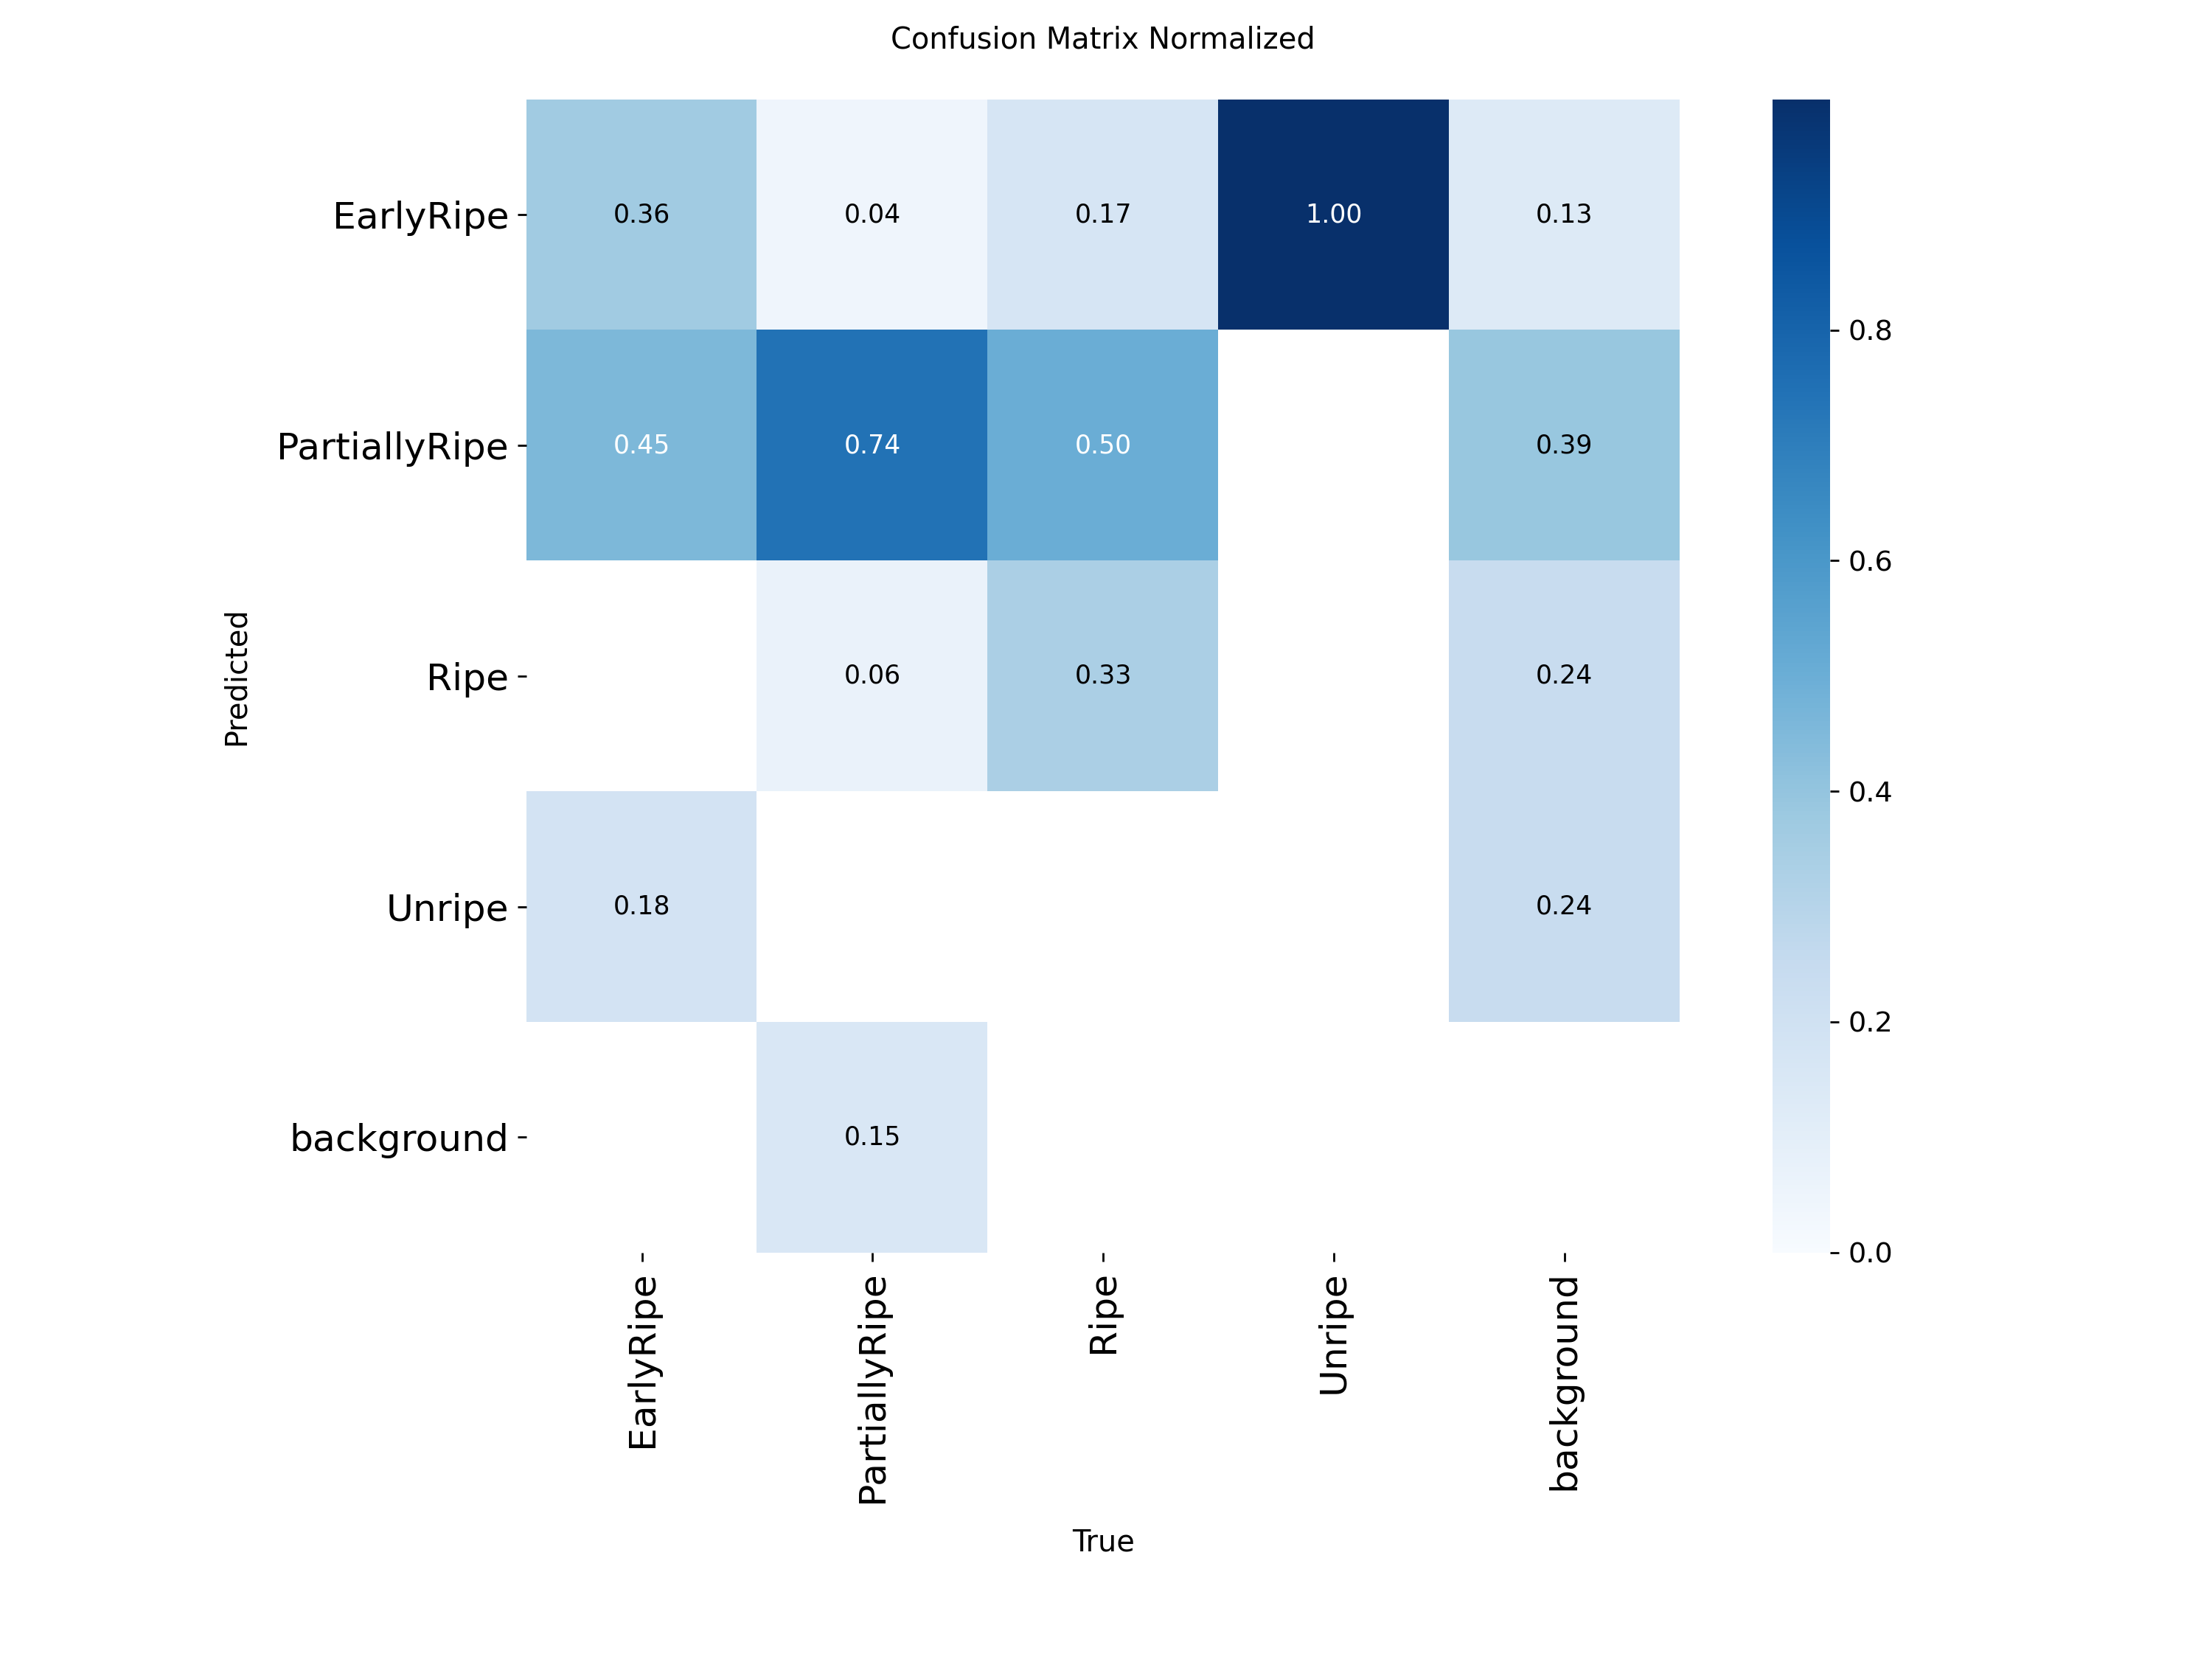 Confusion Matrix Normalized
EarlyRipe
0.36
0.04
0.17
1.00
0.13
PartiallyRipe
0.45
0.74
0.50
0.39
Ripe
0.06
0.33
0.24
Unripe
0.18
0.24
background
0.15
Predicted
EarlyRipe
PartiallyRipe
Ripe
Unripe
background
True
0.8
0.6
0.4
0.2
0.0